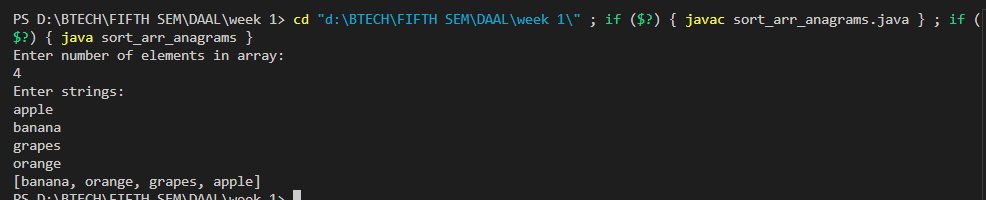 PS D:\BTECH\FIFTH SEM\DAAL\week 1> cd "d:\BTECH\FIFTH SEM\DAAL\week 1\" ; if ($?) { javac sort_arr_anagrams.java } ; if (
$?) { java sort_arr_anagrams }
Enter number of elements in array:
4
Enter strings:
apple
banana
grapes
orange
[banana, orange, grapes, apple]
PS D:\BTECH\FIFTH SEM\DAAL\week 1>